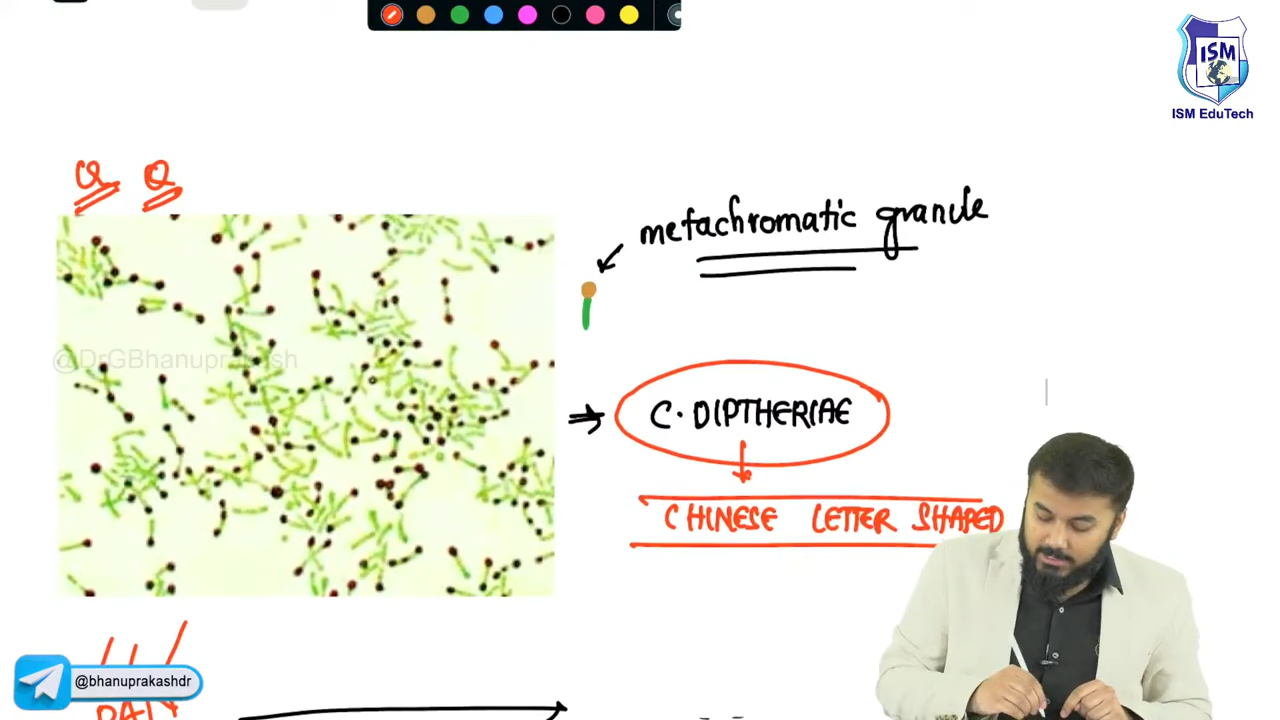 ISM
ISM EduTech
Q Q
metachromatic granule
@DrGBhanuprakash
C. DIPTHERIAE
CHINESE LETTER SHAPED
@bhanuprakashdr